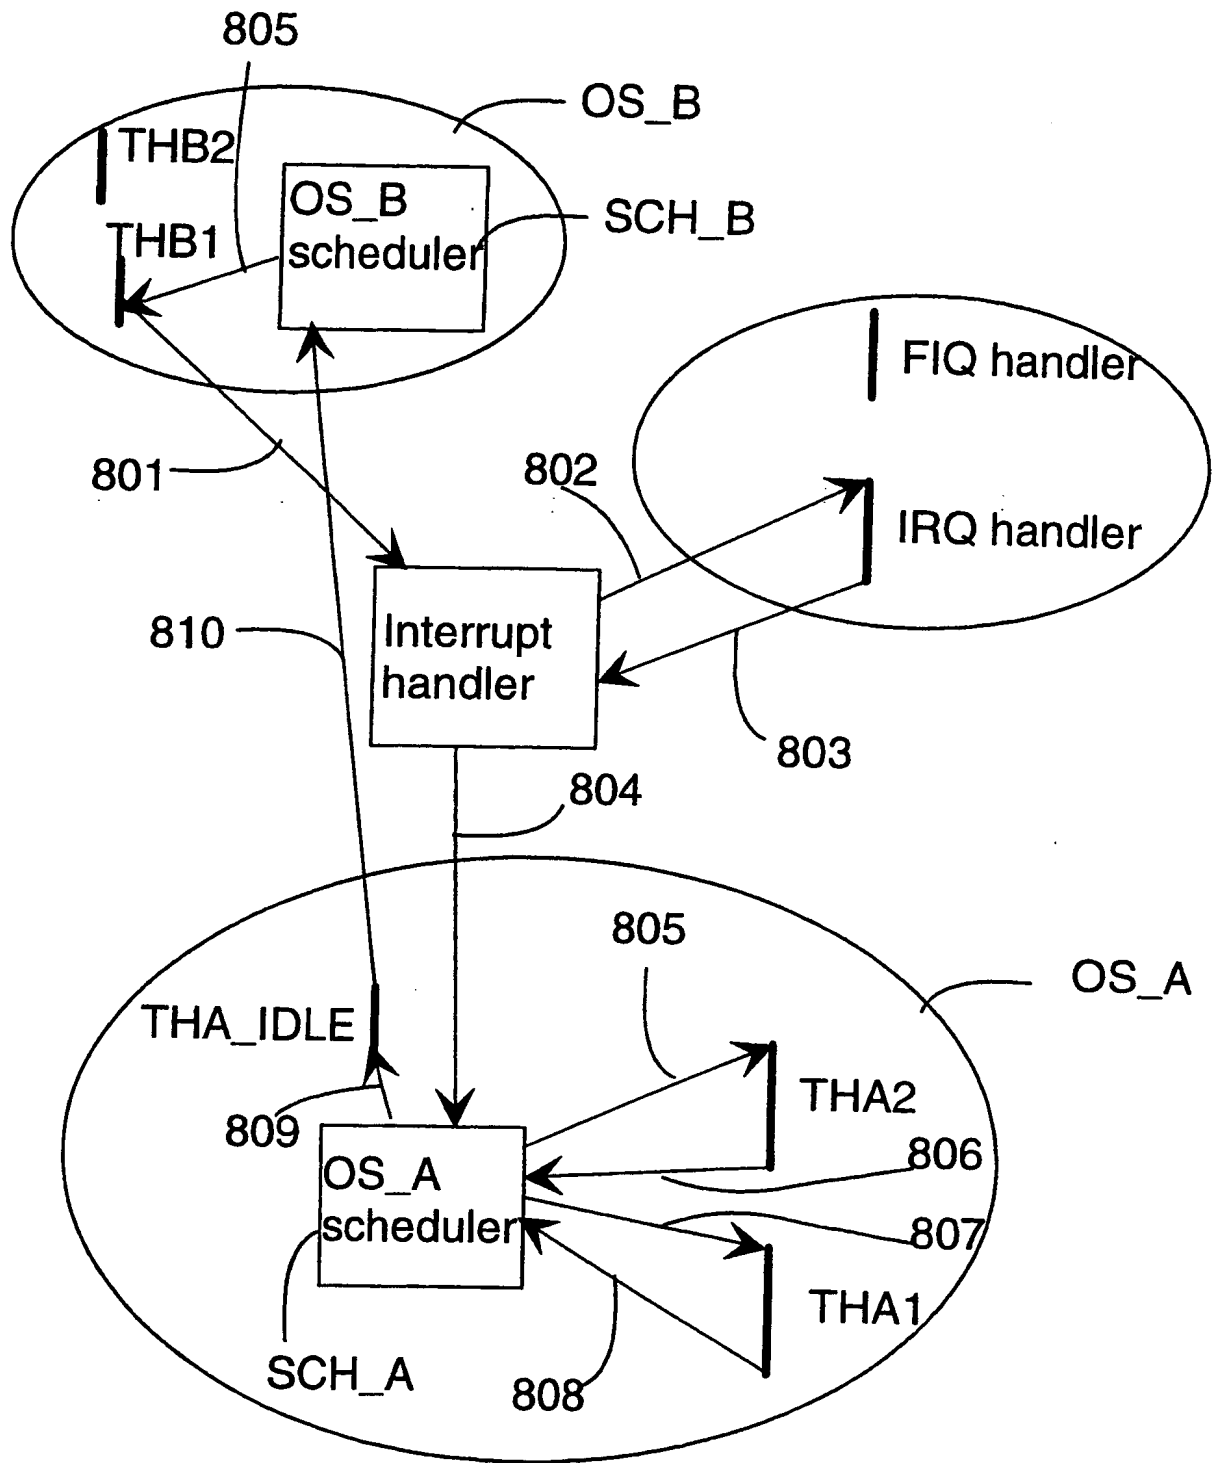 805
OS_B
THB2
OS_B
scheduler
SCH_B
THB1
FIQ handler
801
802
IRQ handler
810
Interrupt
handler
803
804
805
OS_A
THA_IDLE
THA2
809
806
OS_A
scheduler
807
THA1
SCH_A
808